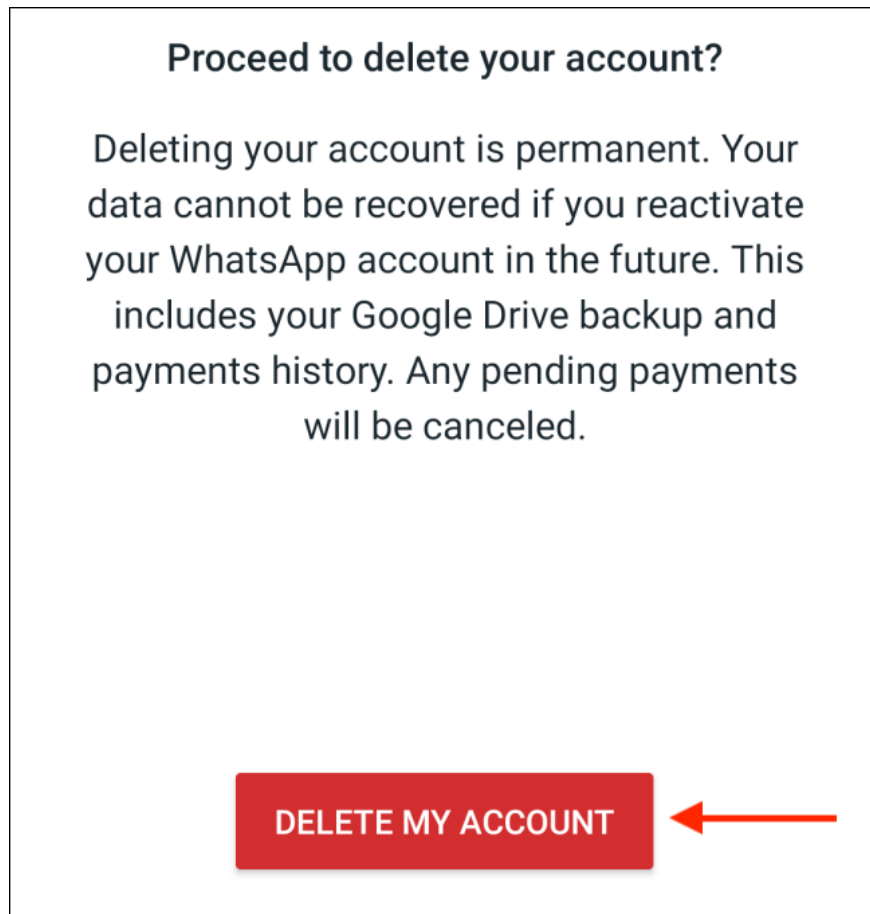 Proceed to delete your account?
Deleting your account is permanent. Your
data cannot be recovered if you reactivate
your WhatsApp account in the future. This
includes your Google Drive backup and
payments history. Any pending payments
will be canceled.
DELETE MY ACCOUNT